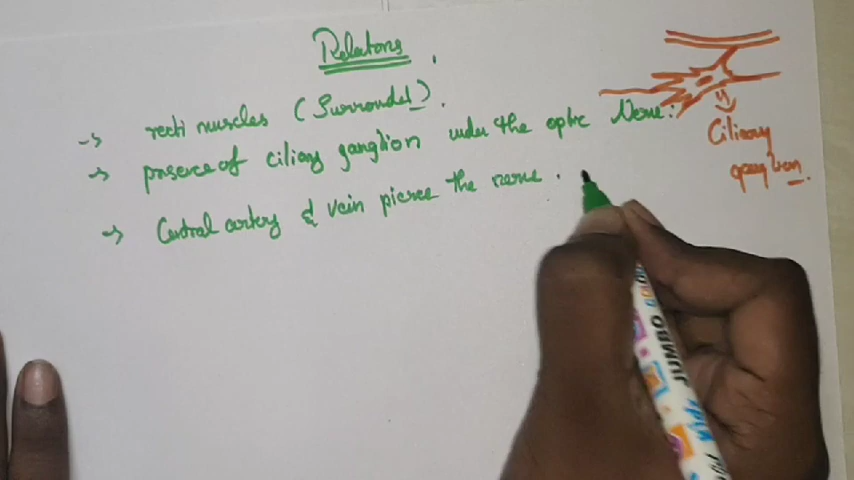 Relations.
-> recti muscles (Surrounded).
-> presence of ciliary ganglion under the optic Nerve:
-> Central artery & vein pierce the nerve.
Ciliary
ganglion.
JUMBO